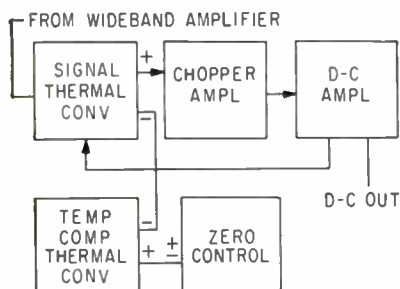 FROM WIDEBAND AMPLIFIER
SIGNAL
THERMAL
CONV
+
−
CHOPPER
AMPL
D-C
AMPL
D-C OUT
TEMP
COMP
THERMAL
CONV
−
+
±
ZERO
CONTROL